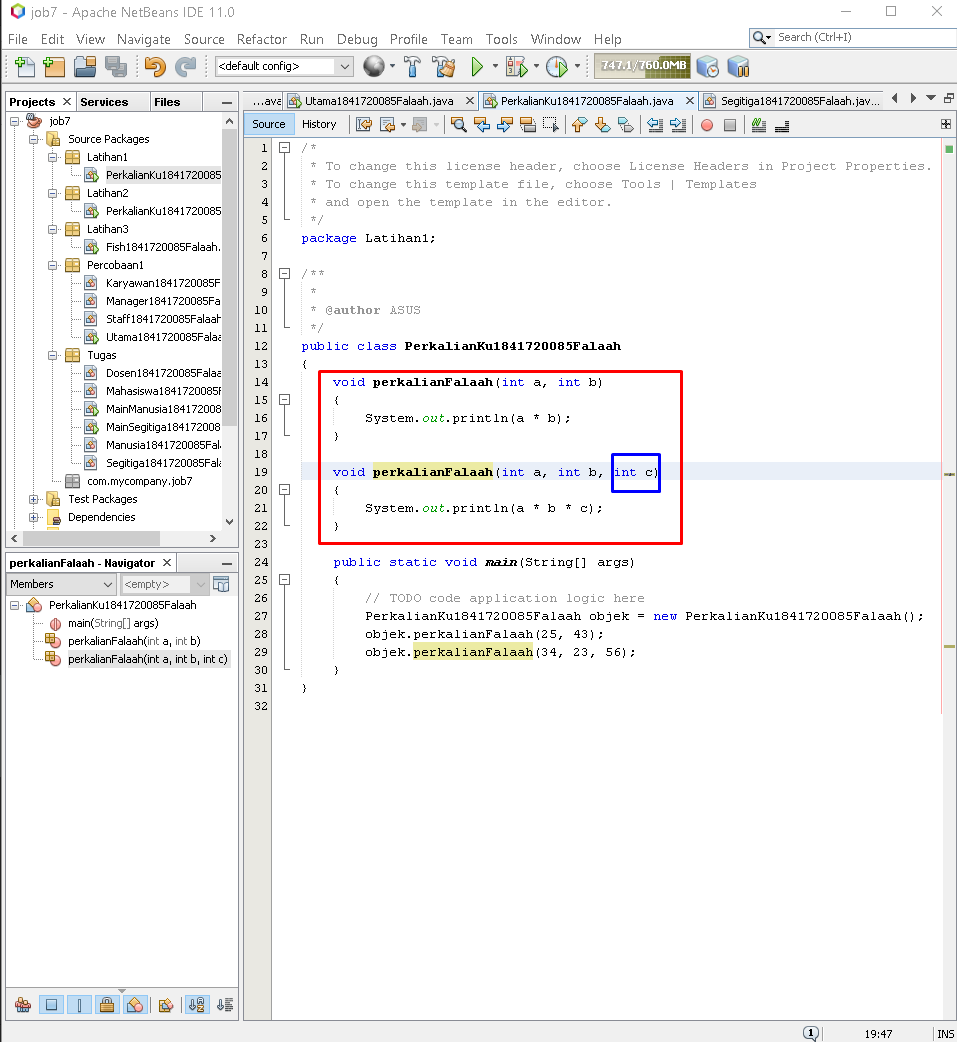 job7 - Apache NetBeans IDE 11.0
File Edit View Navigate Source Refactor Run Debug Profile Team Tools Window Help
Search (Ctrl+I)
<default config>
747.1/760.0MB
Projects Services Files
job7
Source Packages
Latihan1
PerkalianKu1841720085
Latihan2
PerkalianKu1841720085
Latihan3
Fish1841720085Falaah.
Percobaan1
Karyawan1841720085F
Manager1841720085Fa
Staff1841720085Falaah
Utama1841720085Falaa
Tugas
Dosen1841720085Falaa
Mahasiswa1841720085
MainManusia184172008
MainSegitiga184172008
Manusia1841720085Fal
Segitiga1841720085Fal
com.mycompany.job7
Test Packages
Dependencies
perkalianFalaah - Navigator
Members <empty>
PerkalianKu1841720085Falaah
main(String[] args)
perkalianFalaah(int a, int b)
perkalianFalaah(int a, int b, int c)
...ava Utama1841720085Falaah.java PerkalianKu1841720085Falaah.java Segitiga1841720085Falaah.jav...
Source History
1 /*
2 * To change this license header, choose License Headers in Project Properties.
3 * To change this template file, choose Tools | Templates
4 * and open the template in the editor.
5 */
6 package Latihan1;
7
8 /**
9 *
10 * @author ASUS
11 */
12 public class PerkalianKu1841720085Falaah
13 {
14 void perkalianFalaah(int a, int b)
15 {
16 System.out.println(a * b);
17 }
18
19 void perkalianFalaah(int a, int b, int c)
20 {
21 System.out.println(a * b * c);
22 }
23
24 public static void main(String[] args)
25 {
26 // TODO code application logic here
27 PerkalianKu1841720085Falaah objek = new PerkalianKu1841720085Falaah();
28 objek.perkalianFalaah(25, 43);
29 objek.perkalianFalaah(34, 23, 56);
30 }
31 }
32
1 19:47 INS